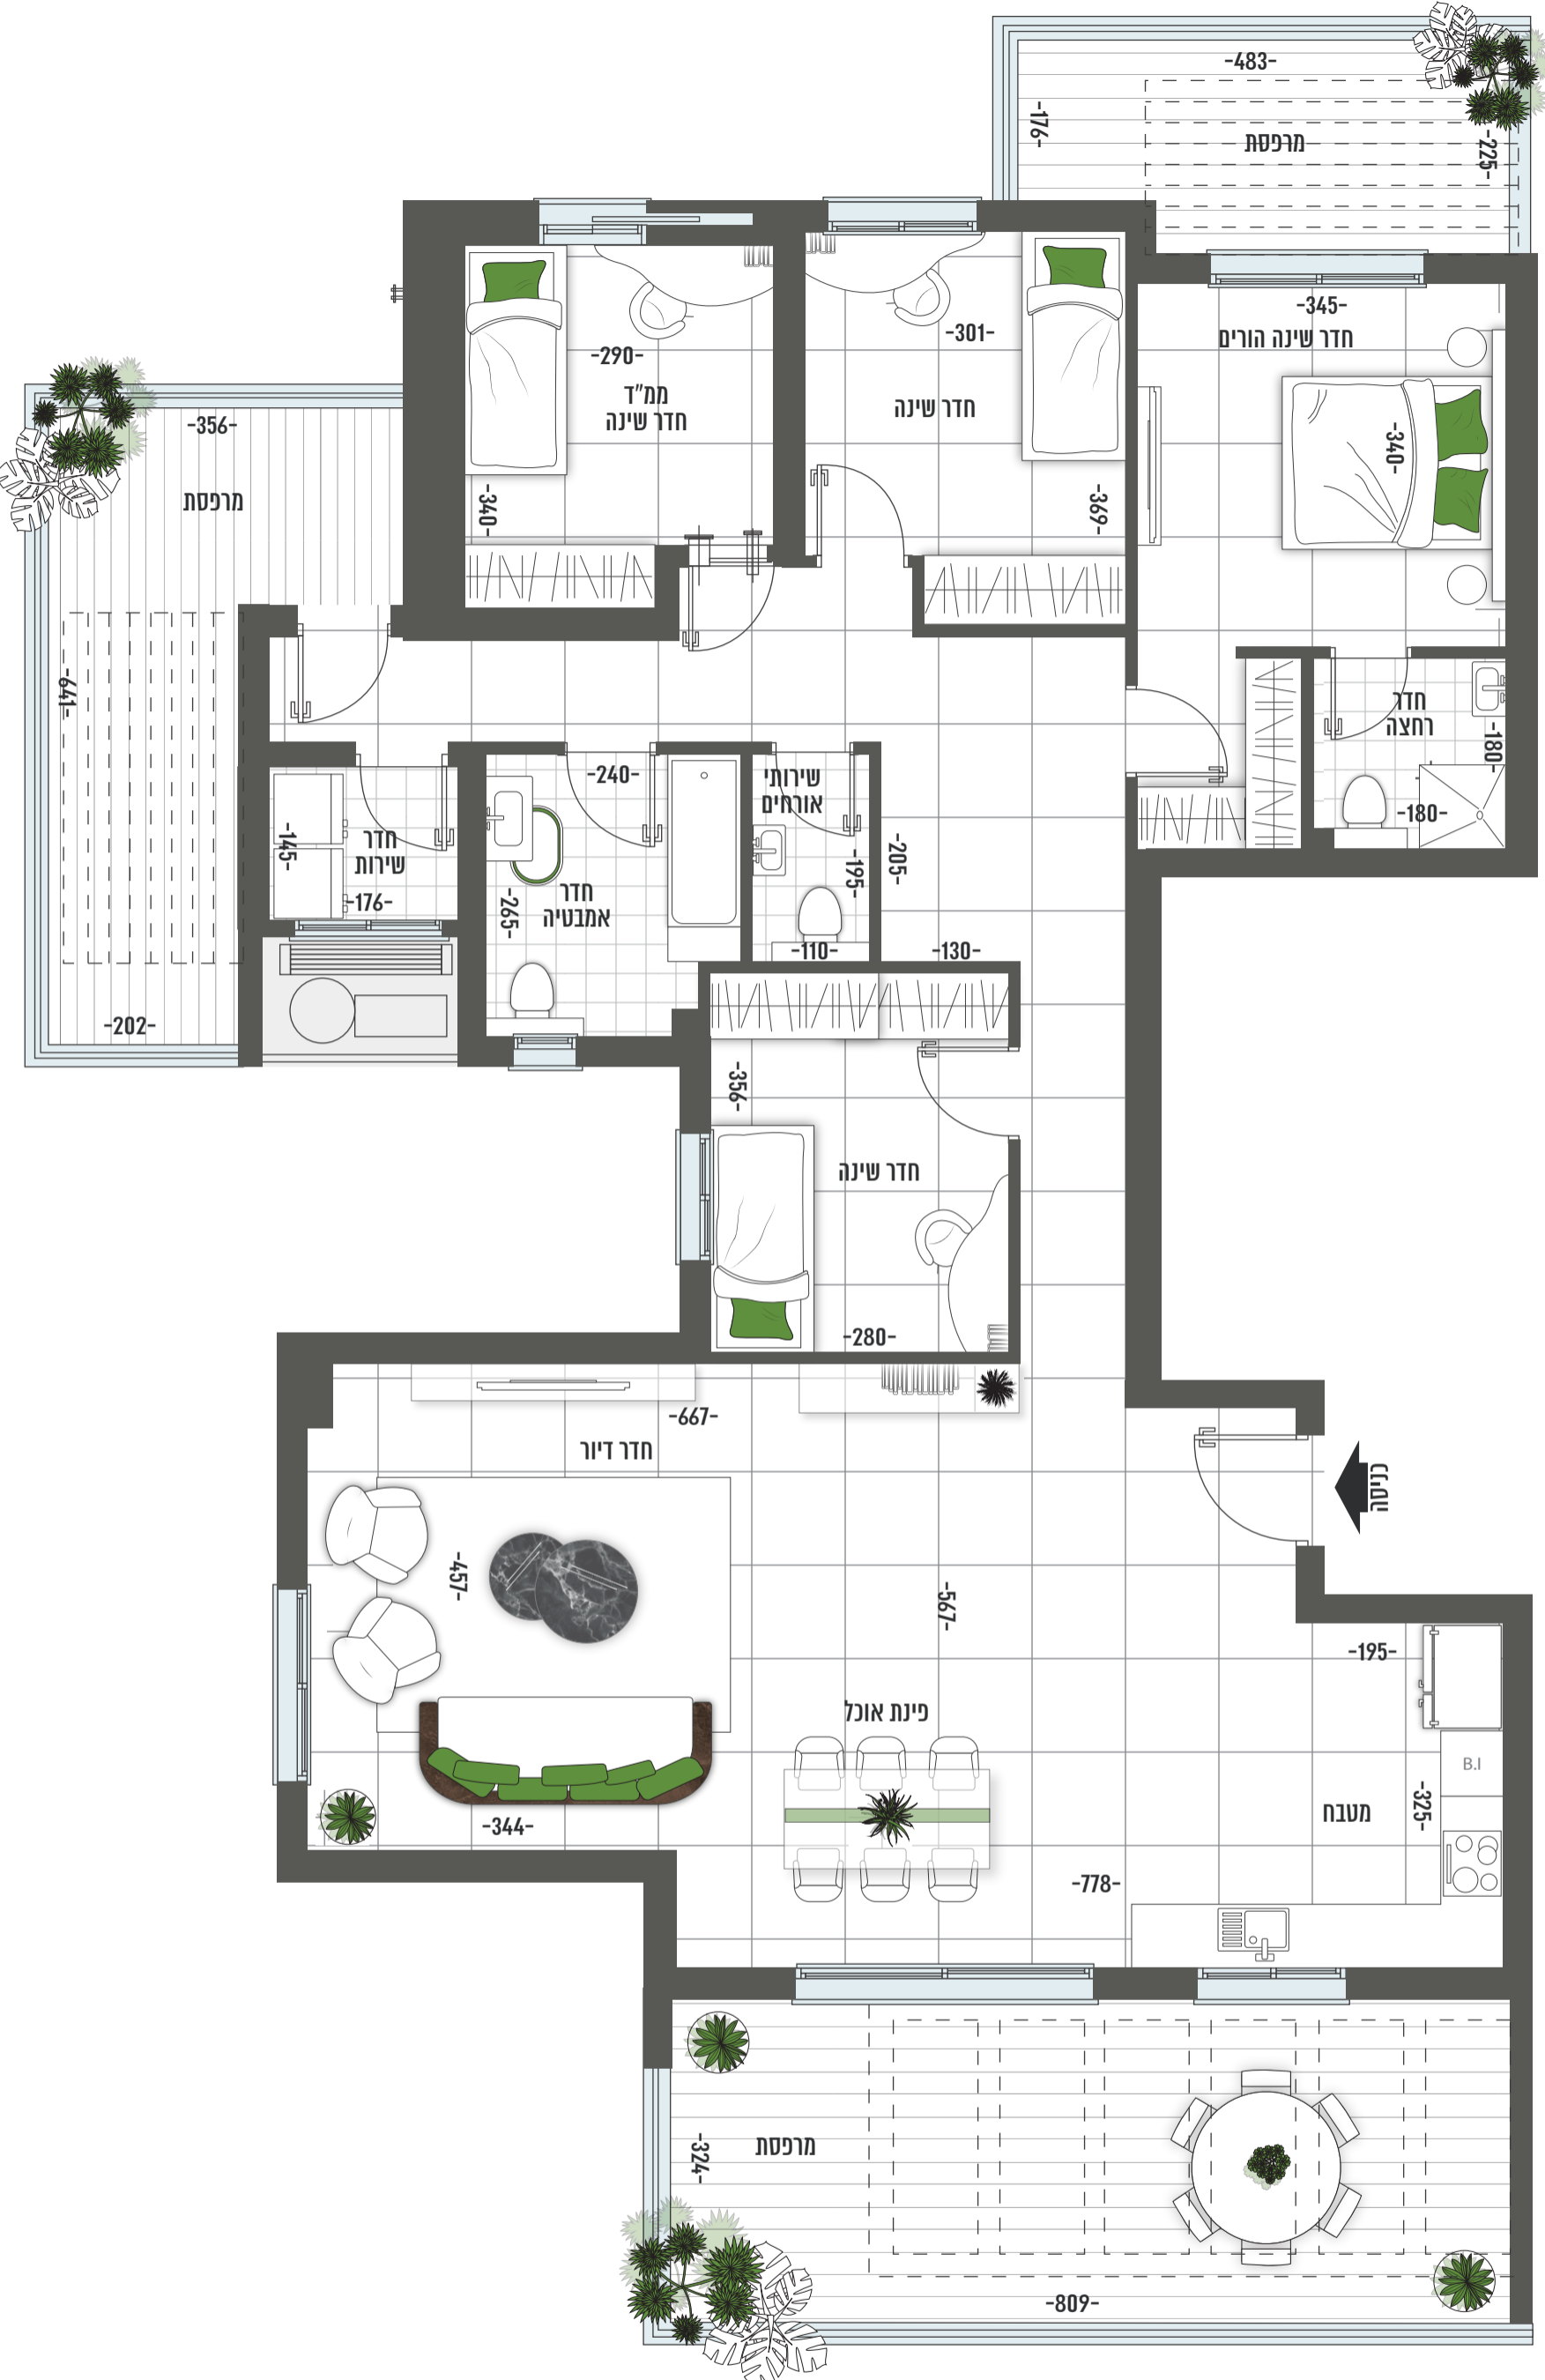 -483-
-176-
מרפסת
-225-
-345-
חדר שינה הורים
-340-
-301-
חדר שינה
-369-
-290-
ממ"ד
חדר שינה
-340-
-356-
מרפסת
-641-
-202-
חדר
רחצה
-180-
-180-
שירותי
אורחים
-195-
-110-
-205-
-130-
-240-
חדר
אמבטיה
-265-
חדר
שירות
-145-
-176-
-356-
חדר שינה
-280-
-667-
חדר דיור
-457-
-567-
-344-
כניסה
-195-
פינת אוכל
B.I
מטבח
-325-
-778-
מרפסת
-324-
-809-